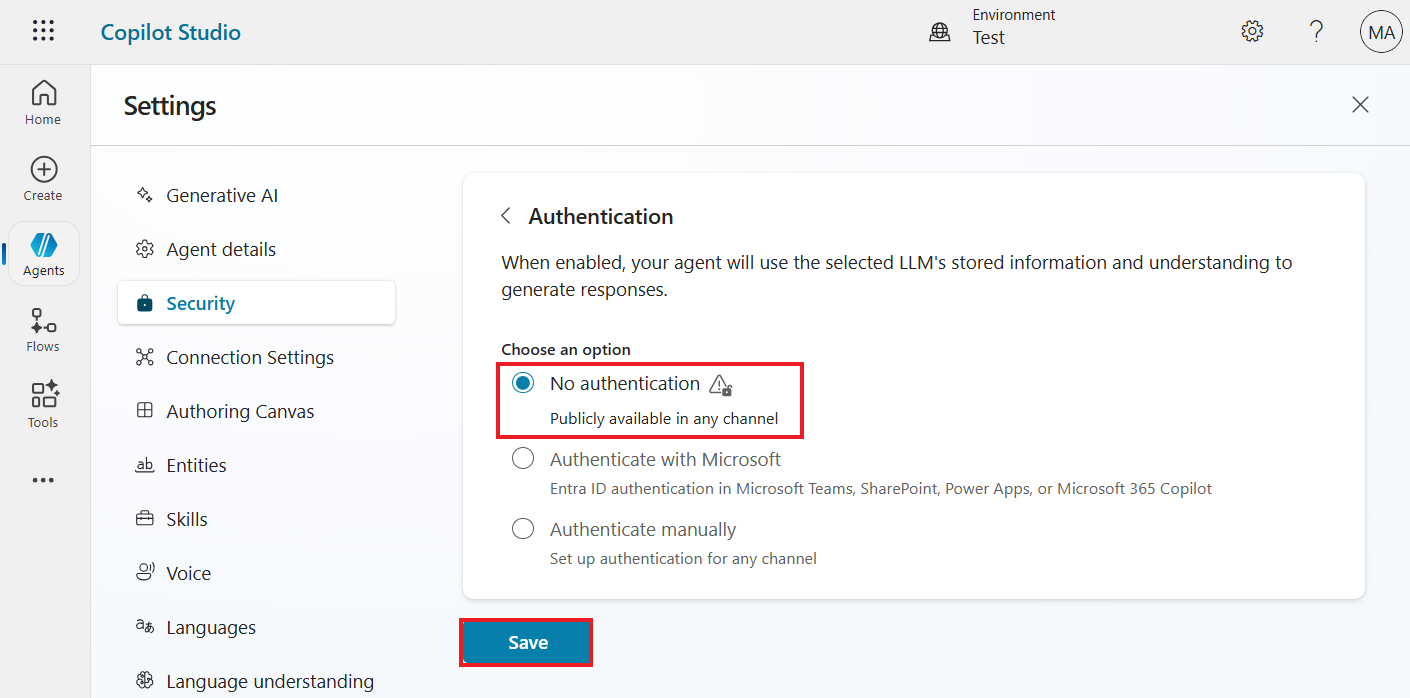 Copilot Studio
Environment
Test
MA
Home
Create
Agents
Flows
Tools
Settings
Generative AI
Agent details
Security
Connection Settings
Authoring Canvas
Entities
Skills
Voice
Languages
Language understanding
Authentication
When enabled, your agent will use the selected LLM's stored information and understanding to
generate responses.
Choose an option
No authentication
Publicly available in any channel
Authenticate with Microsoft
Entra ID authentication in Microsoft Teams, SharePoint, Power Apps, or Microsoft 365 Copilot
Authenticate manually
Set up authentication for any channel
Save